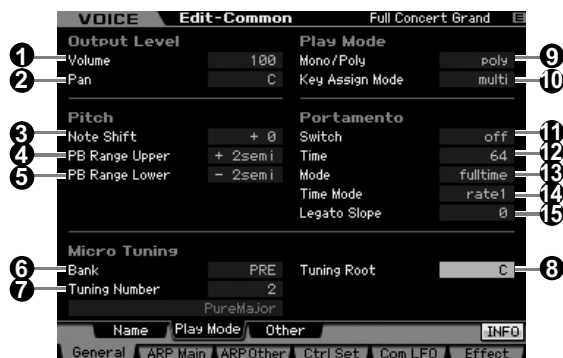 VOICE Edit-Common Full Concert Grand E
Output Level
1 Volume 100
2 Pan C
Play Mode
Mono/Poly poly 9
Key Assign Mode multi 10
Pitch
3 Note Shift + 0
4 PB Range Upper + 2semi
5 PB Range Lower - 2semi
Portamento
Switch off 11
Time 64 12
Mode fulltime 13
Time Mode rate1 14
Legato Slope 0 15
Micro Tuning
6 Bank PRE
7 Tuning Number 2
PureMajor
Tuning Root C 8
Name Play Mode Other INFO
General ARP Main ARP Other Ctrl Set Com LFO Effect